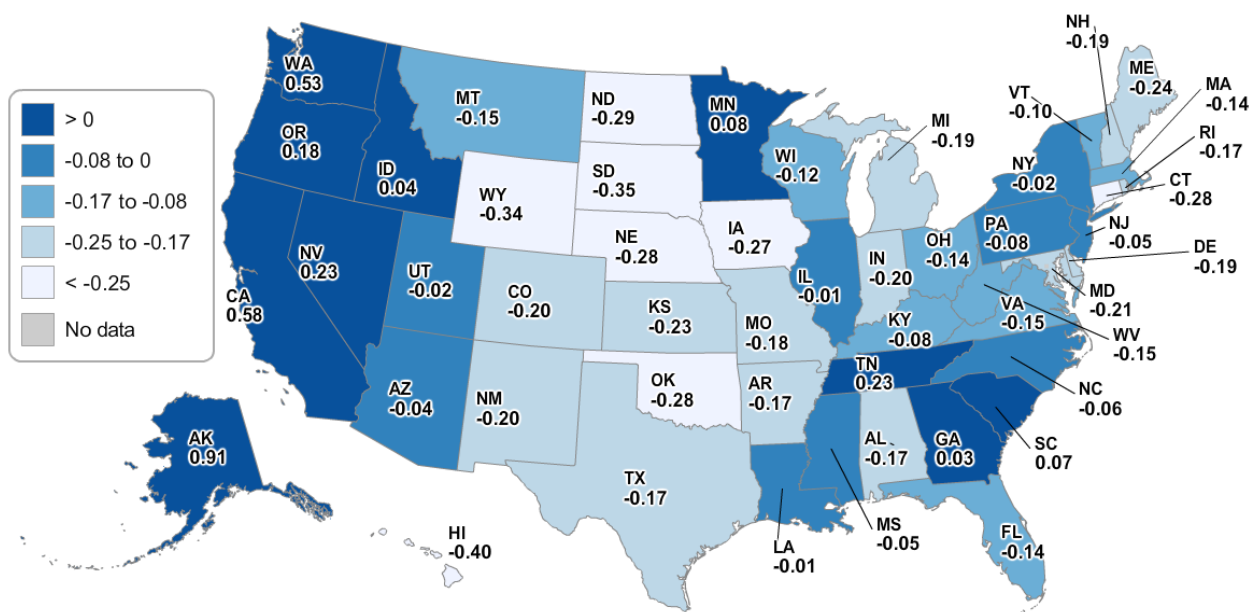 > 0
-0.08 to 0
-0.17 to -0.08
-0.25 to -0.17
< -0.25
No data
WA
0.53
OR
0.18
CA
0.58
NV
0.23
ID
0.04
MT
-0.15
WY
-0.34
UT
-0.02
AZ
-0.04
CO
-0.20
NM
-0.20
ND
-0.29
SD
-0.35
NE
-0.28
KS
-0.23
OK
-0.28
TX
-0.17
MN
0.08
IA
-0.27
MO
-0.18
AR
-0.17
LA
-0.01
WI
-0.12
IL
-0.01
MI
-0.19
IN
-0.20
OH
-0.14
KY
-0.08
TN
0.23
MS
-0.05
AL
-0.17
GA
0.03
FL
-0.14
SC
0.07
NC
-0.06
VA
-0.15
WV
-0.15
MD
-0.21
DE
-0.19
PA
-0.08
NJ
-0.05
NY
-0.02
CT
-0.28
RI
-0.17
MA
-0.14
VT
-0.10
NH
-0.19
ME
-0.24
AK
0.91
HI
-0.40